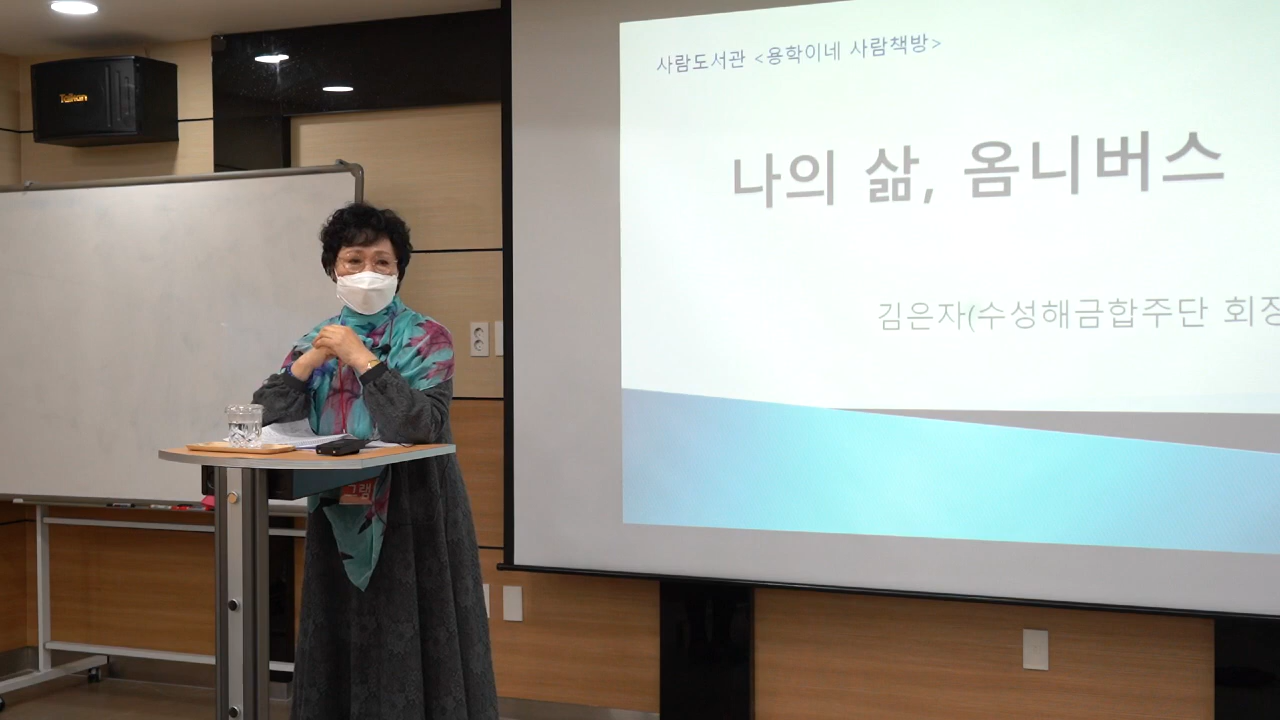 사람도서관 <용학이네 사람책방>
나의 삶, 옴니버스
김은자(수성해금합주단 회장